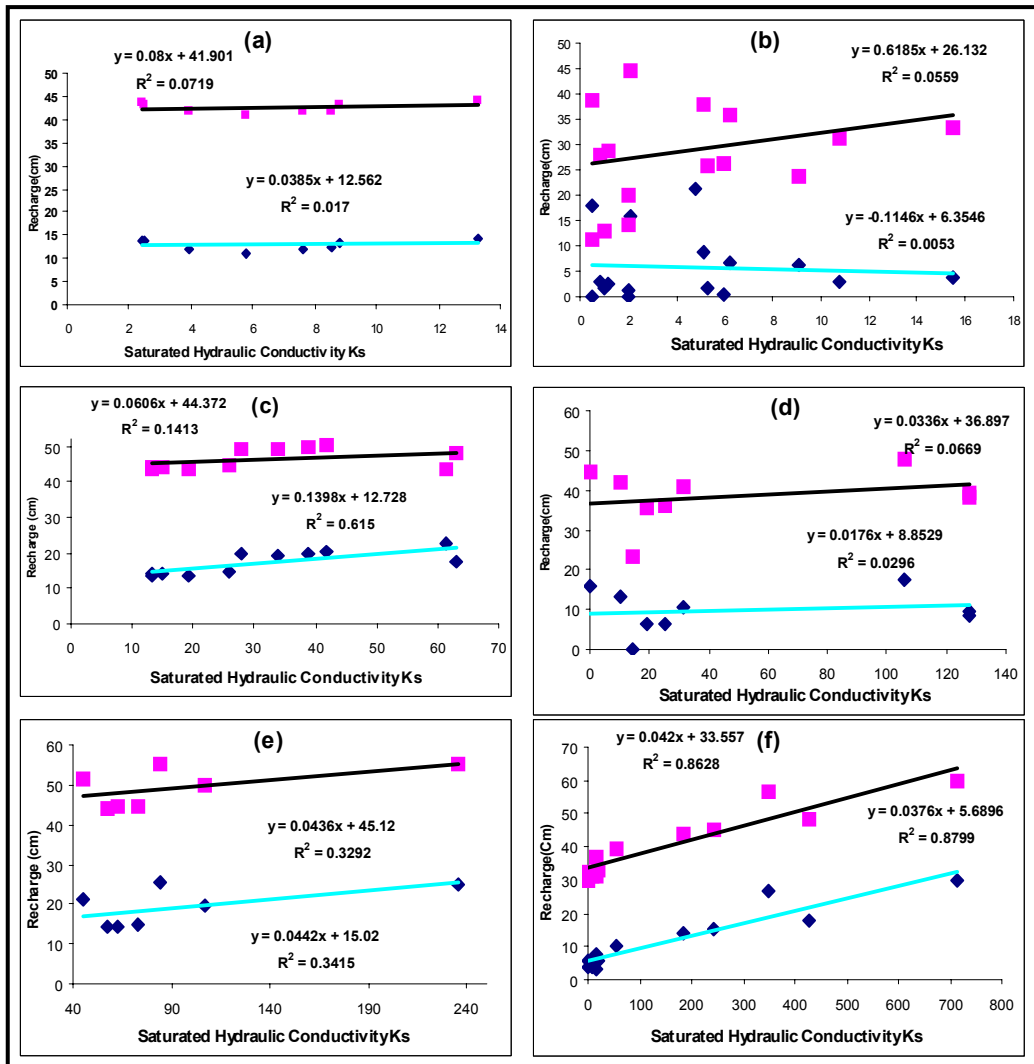 (a)
y = 0.08x + 41.901
R² = 0.0719
y = 0.0385x + 12.562
R² = 0.017
Recharge(cm)
50
45
40
35
30
25
20
15
10
5
0
0 2 4 6 8 10 12 14
Saturated Hydraulic Conductivity Ks
(b)
y = 0.6185x + 26.132
R² = 0.0559
y = -0.1146x + 6.3546
R² = 0.0053
Recharge(cm)
50
45
40
35
30
25
20
15
10
5
0
0 2 4 6 8 10 12 14 16 18
Saturated Hydraulic Conductivity Ks
(c)
y = 0.0606x + 44.372
R² = 0.1413
y = 0.1398x + 12.728
R² = 0.615
Recharge (cm)
60
50
40
30
20
10
0
0 10 20 30 40 50 60 70
Saturated Hydraulic Conductivity Ks
(d)
y = 0.0336x + 36.897
R² = 0.0669
y = 0.0176x + 8.8529
R² = 0.0296
Recharge(cm)
60
50
40
30
20
10
0
0 20 40 60 80 100 120 140
Saturated Hydraulic Conductivity Ks
(e)
y = 0.0436x + 45.12
R² = 0.3292
y = 0.0442x + 15.02
R² = 0.3415
Recharge (cm)
60
50
40
30
20
10
0
40 90 140 190 240
Saturated Hydraulic Conductivity Ks
(f)
y = 0.042x + 33.557
R² = 0.8628
y = 0.0376x + 5.6896
R² = 0.8799
Recharge(Cm)
70
60
50
40
30
20
10
0
0 100 200 300 400 500 600 700 800
Saturated Hydraulic Conductivity Ks